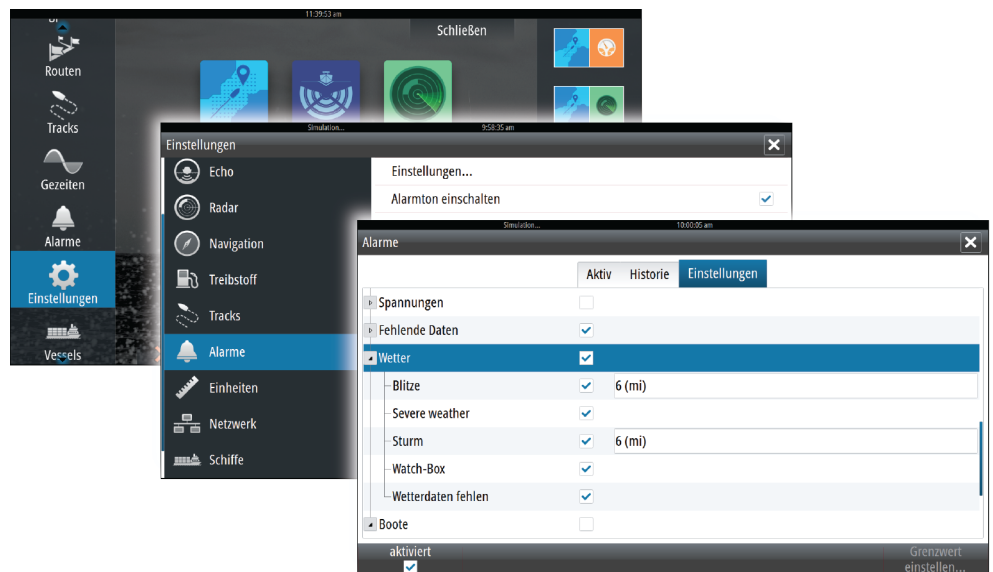 11:39:53 am
Schließen
Routen
Tracks
Gezeiten
Alarme
Einstellungen
Vessels
Simulation...
9:58:35 am
Einstellungen
Echo
Radar
Navigation
Treibstoff
Tracks
Alarme
Einheiten
Netzwerk
Schiffe
Einstellungen...
Alarmton einschalten
Simulation...
10:00:05 am
Alarme
Aktiv Historie Einstellungen
Spannungen
Fehlende Daten
Wetter
Blitze 6 (mi)
Severe weather
Sturm 6 (mi)
Watch-Box
Wetterdaten fehlen
Boote
aktiviert
Grenzwert
einstellen...